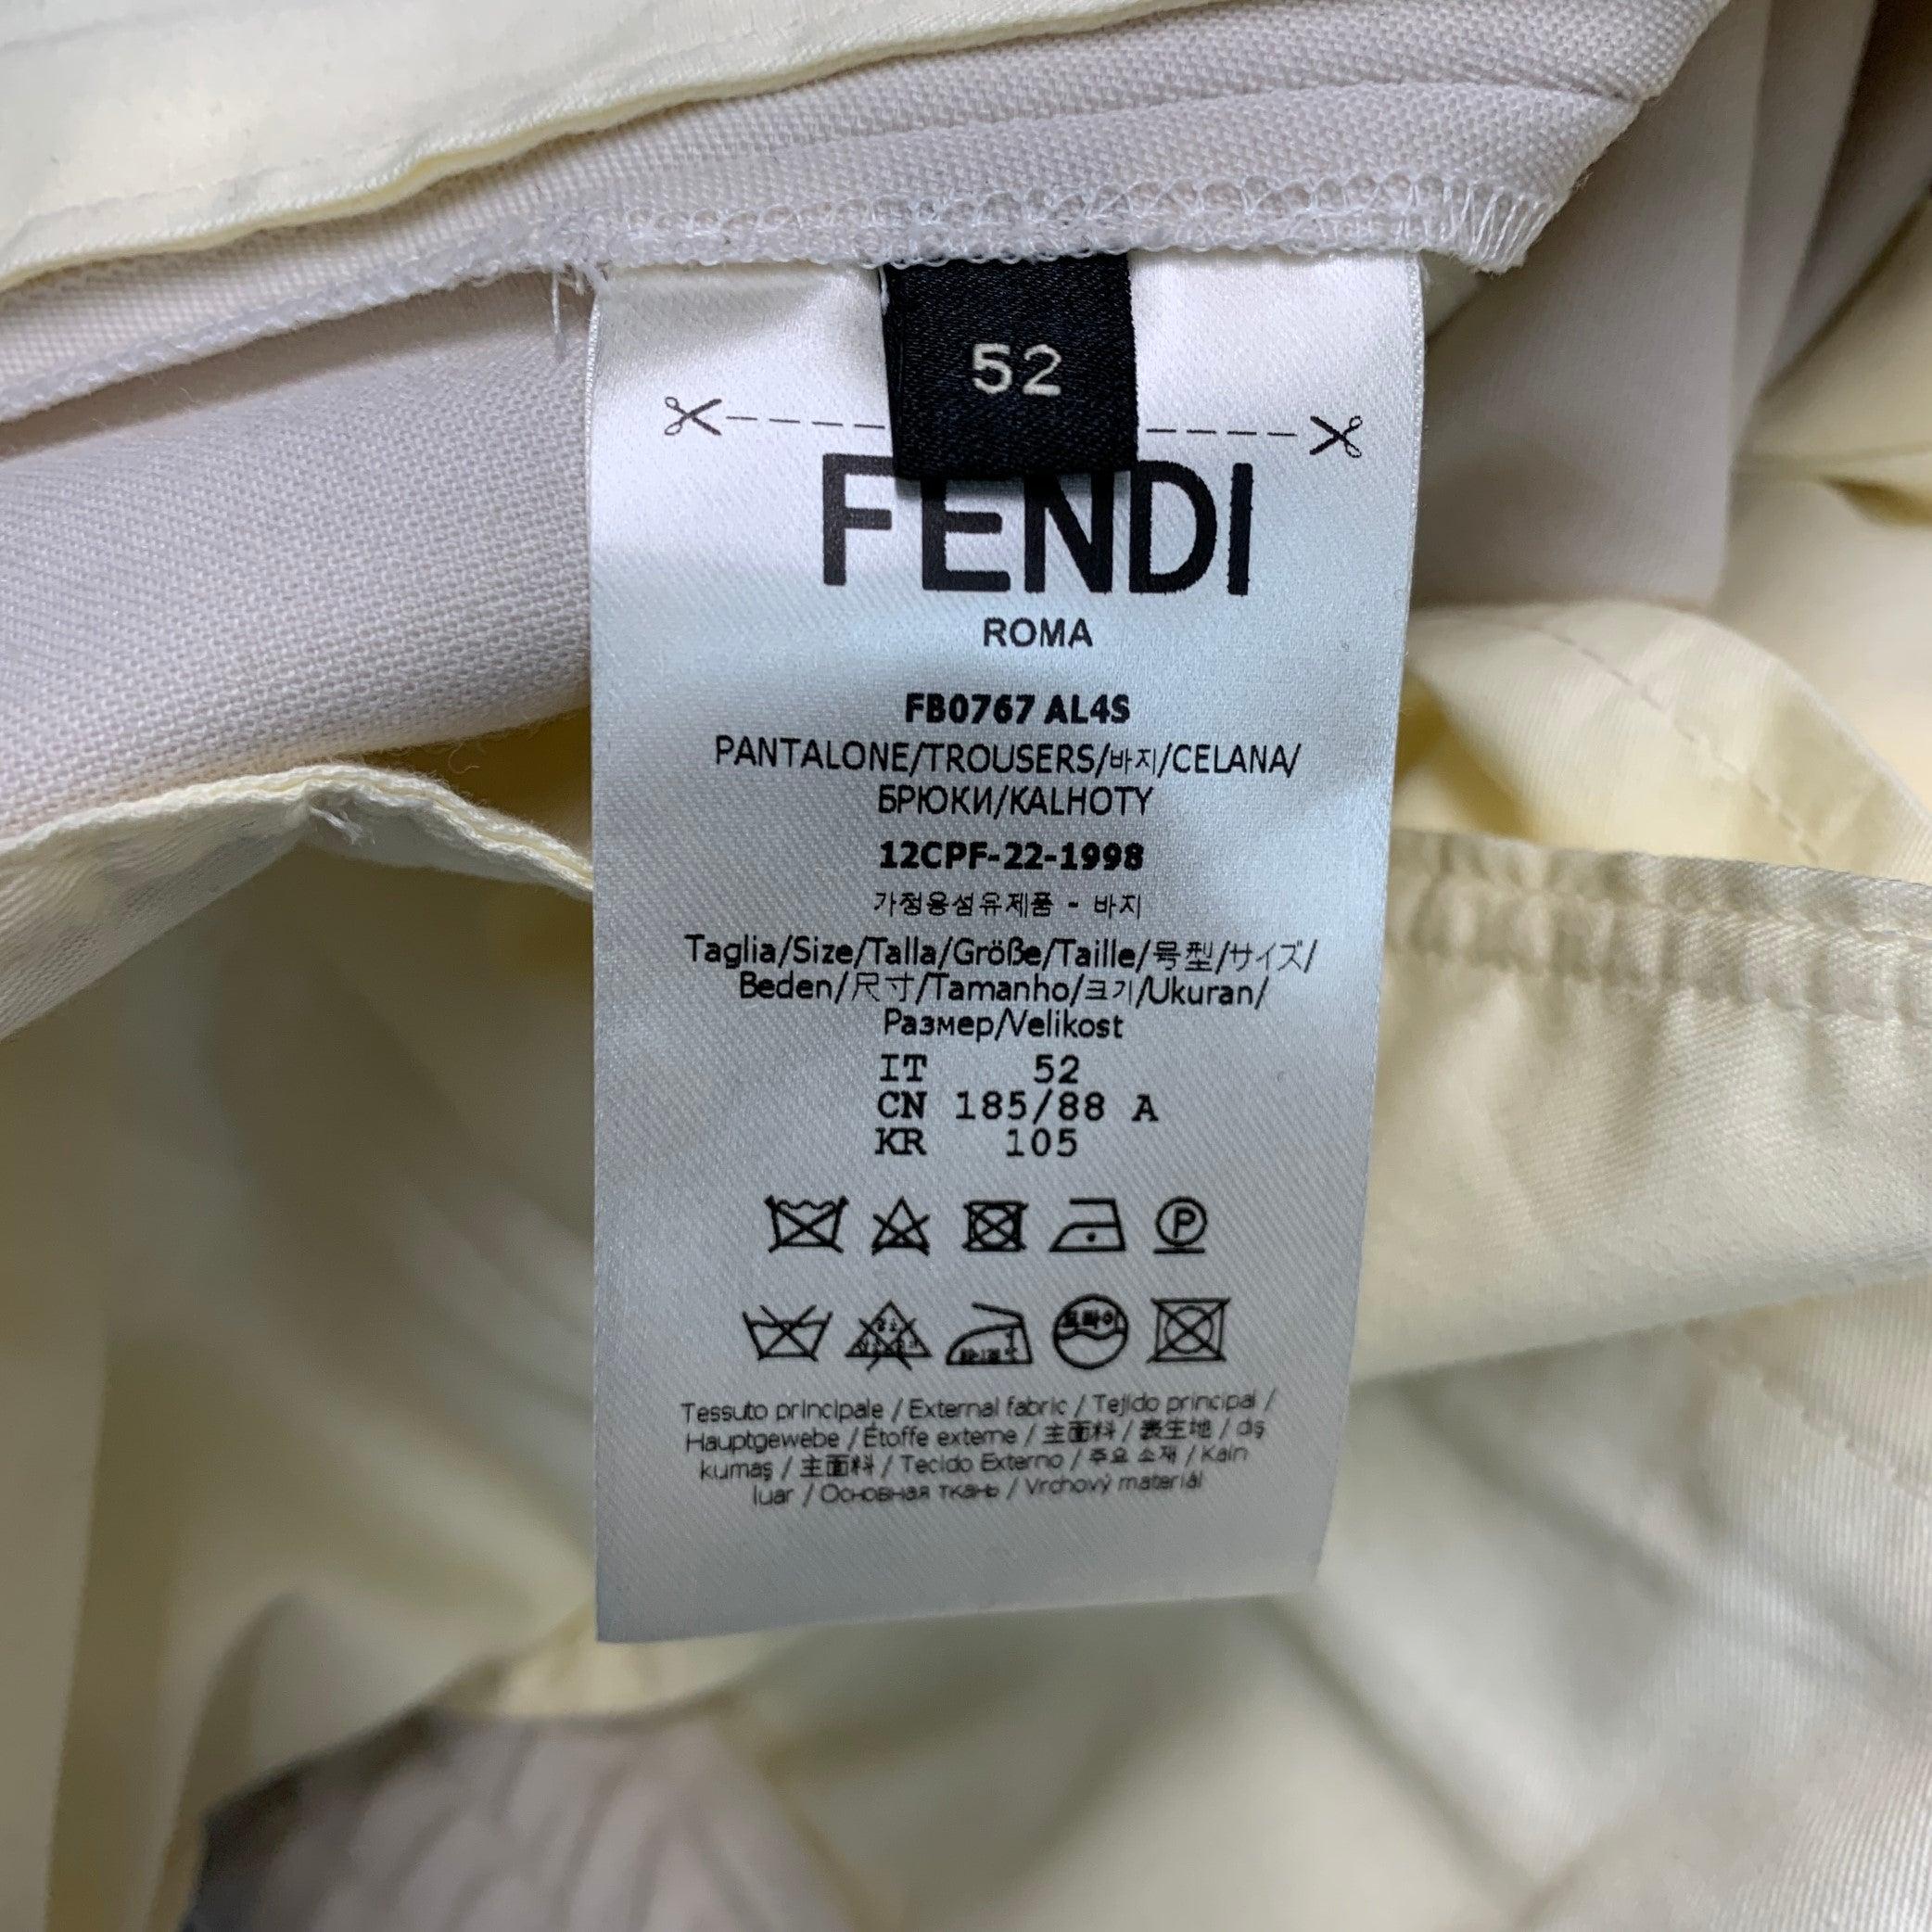 52
FENDI
ROMA
FB0767 AL4S
PANTALONE/TROUSERS/바지/CELANA/
БРЮКИ/KALHOTY
12CPF-22-1998
가정용섬유제품 - 바지
Taglia/Size/Talla/Größe/Taille/号型/サイズ/
Beden/尺寸/Tamanho/크기/Ukuran/
Размер/Velikost
IT 52
CN 185/88 A
KR 105
P
드라이
Tessuto principale / External fabric / Tejido principal /
Hauptgewebe / Étoffe externe / 主面料 / 表生地 / dış
kumaş / 主面料 / Tecido Externo / 주요 소재 / Kain
luar / Основная ткань / Vrchový materiál